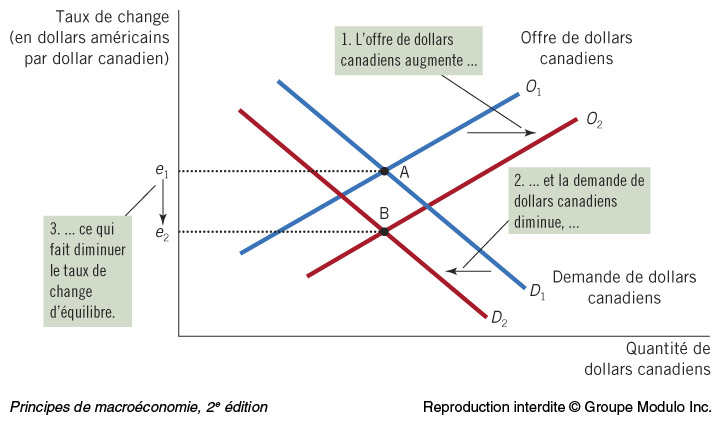 Taux de change
(en dollars américains
par dollar canadien)
1. L'offre de dollars
canadiens augmente ...
Offre de dollars
canadiens
O₁
O₂
e₁
A
2. ... et la demande de
dollars canadiens
diminue, ...
B
3. ... ce qui
fait diminuer
le taux de
change
d'équilibre.
e₂
Demande de dollars
canadiens
D₁
D₂
Quantité de
dollars canadiens
Principes de macroéconomie, 2ᵉ édition
Reproduction interdite © Groupe Modulo Inc.